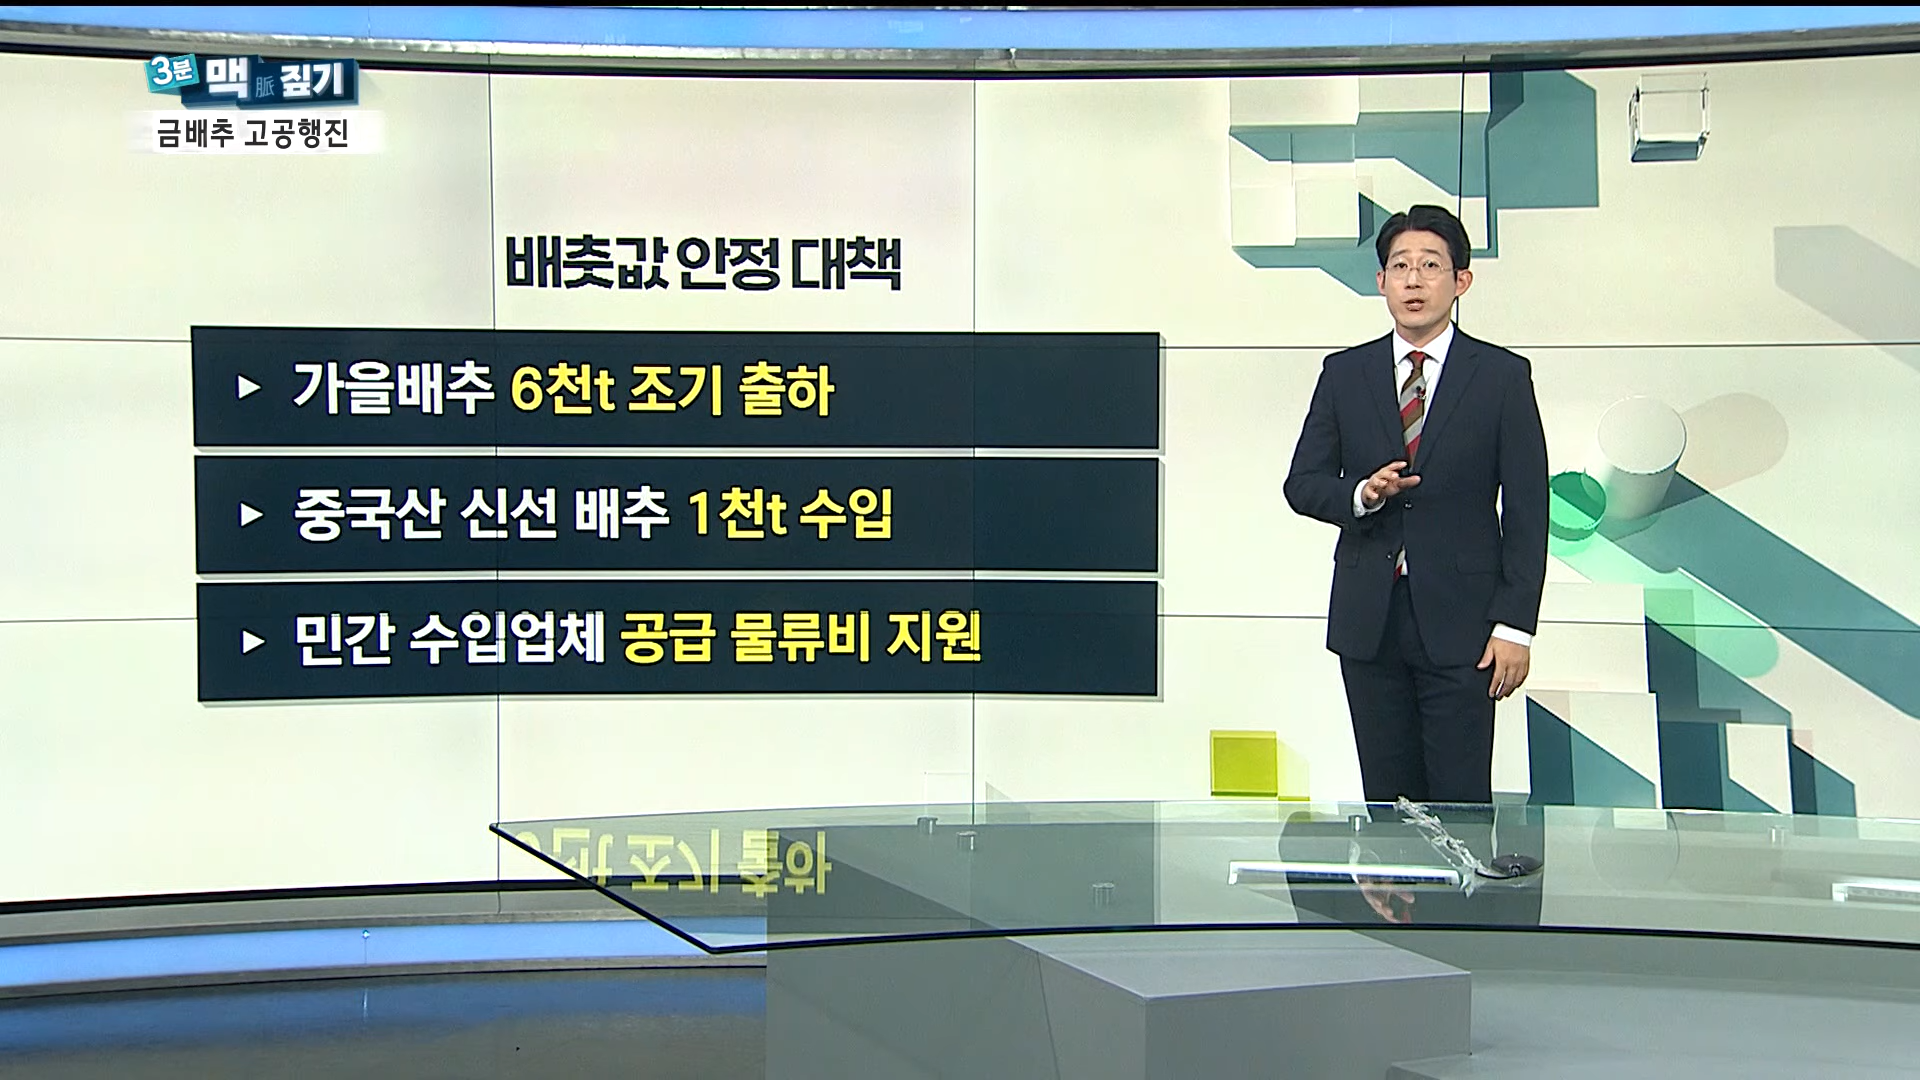 3분 맥脈 짚기
금배추 고공행진
배춧값 안정 대책
▶ 가을배추 6천t 조기 출하
▶ 중국산 신선 배추 1천t 수입
▶ 민간 수입업체 공급 물류비 지원